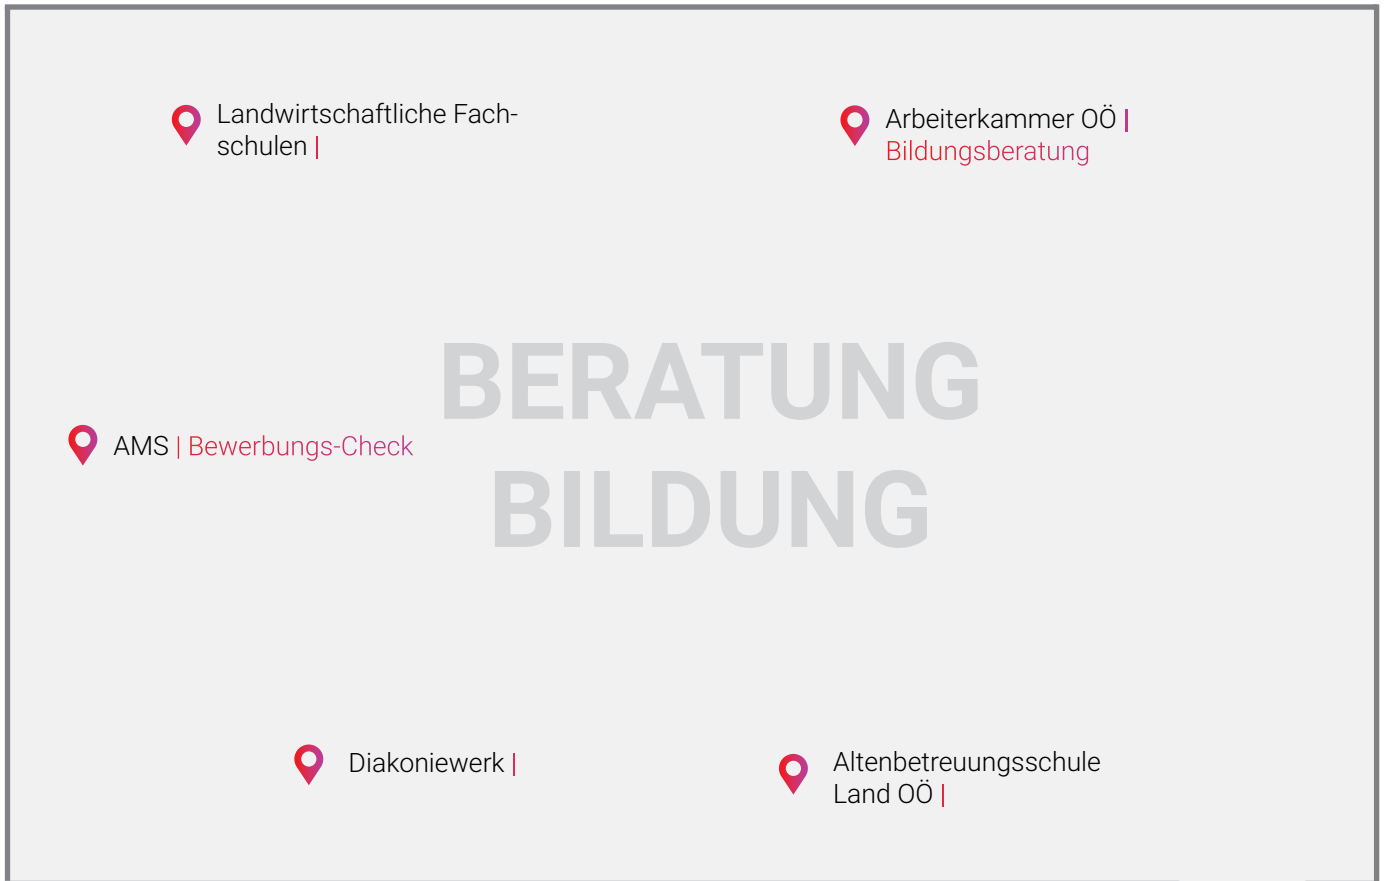 Landwirtschaftliche Fach-
schulen |
Arbeiterkammer OÖ |
Bildungsberatung
BERATUNG
AMS | Bewerbungs-Check
BILDUNG
Diakoniewerk |
Altenbetreuungsschule
Land OÖ |